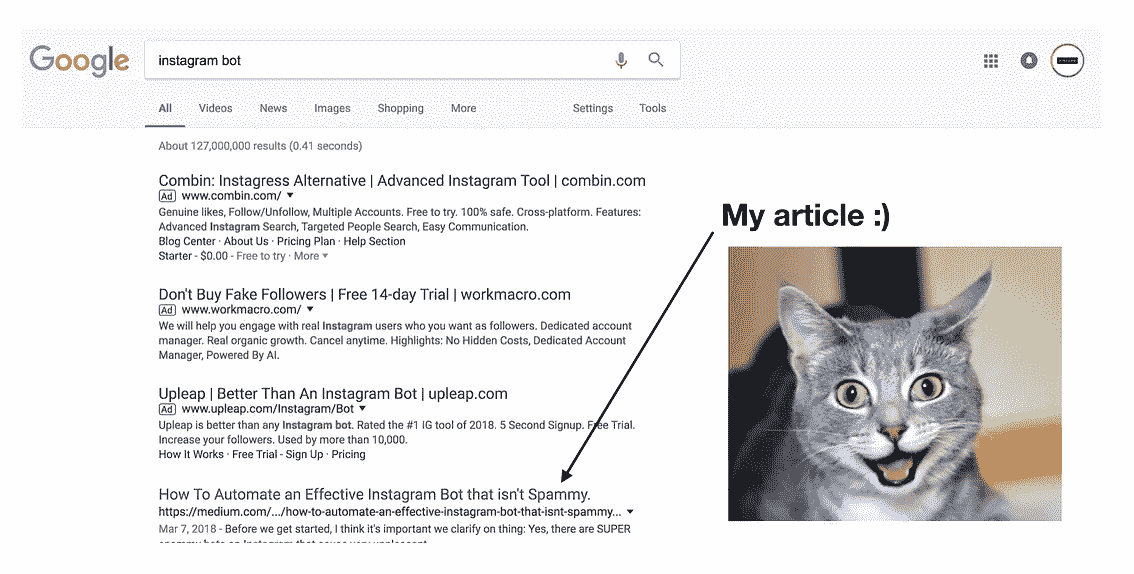 Google
instagram bot
All Videos News Images Shopping More Settings Tools
About 127,000,000 results (0.41 seconds)
Combin: Instagress Alternative | Advanced Instagram Tool | combin.com
Ad www.combin.com/
Genuine likes, Follow/Unfollow, Multiple Accounts. Free to try. 100% safe. Cross-platform. Features:
Advanced Instagram Search, Targeted People Search, Easy Communication.
Blog Center · About Us · Pricing Plan · Help Section
Starter - $0.00 - Free to try · More
My article :)
Don't Buy Fake Followers | Free 14-day Trial | workmacro.com
Ad www.workmacro.com/
We will help you engage with real Instagram users who you want as followers. Dedicated account
manager. Real organic growth. Cancel anytime. Highlights: No Hidden Costs, Dedicated Account
Manager, Powered By AI.
Upleap | Better Than An Instagram Bot | upleap.com
Ad www.upleap.com/Instagram/Bot
Upleap is better than any Instagram bot. Rated the #1 IG tool of 2018. 5 Second Signup. Free Trial.
Increase your followers. Used by more than 10,000.
How It Works · Free Trial - Sign Up · Pricing
How To Automate an Effective Instagram Bot that isn't Spammy.
https://medium.com/.../how-to-automate-an-effective-instagram-bot-that-isnt-spammy...
Mar 7, 2018 - Before we get started, I think it's important we clarify on thing: Yes, there are SUPER